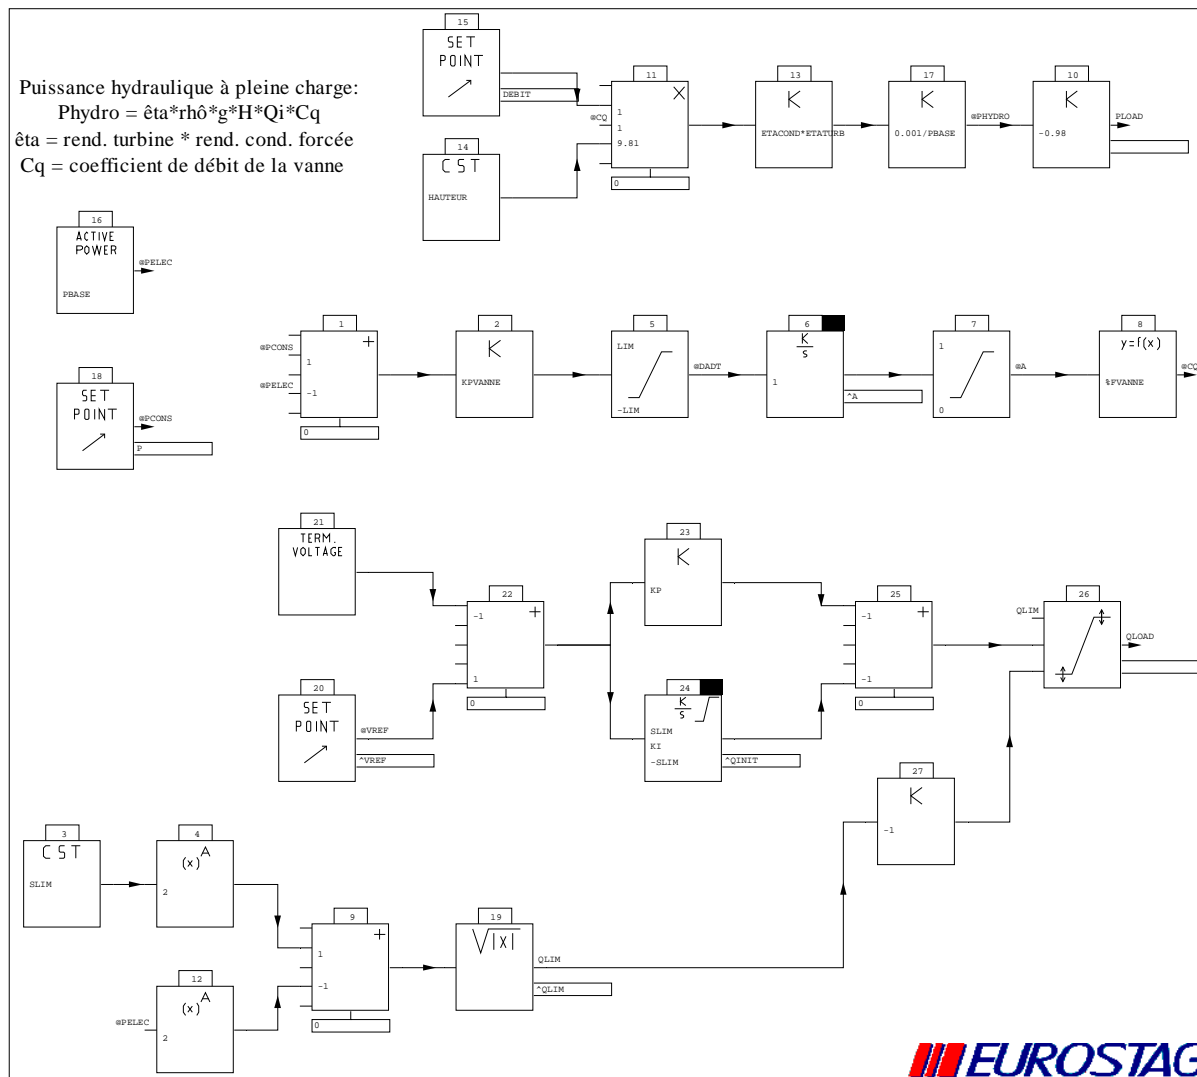 Puissance hydraulique à pleine charge:
Phydro = êta*rhô*g*H*Qi*Cq
êta = rend. turbine * rend. cond. forcée
Cq = coefficient de débit de la vanne
15
SET
POINT
DEBIT
14
CST
HAUTEUR
11
X
1
@CQ
1
9.81
0
13
K
ETACOND*ETATURB
17
K
0.001/PBASE
@PHYDRO
10
K
-0.98
PLOAD
16
ACTIVE
POWER
PBASE
@PELEC
18
SET
POINT
@PCONS
P
1
+
@PCONS
1
@PELEC
-1
0
2
K
KPVANNE
5
LIM
-LIM
@DADT
6
K
s
1
^A
7
1
0
@A
8
y=f(x)
%FVANNE
@CQ
21
TERM.
VOLTAGE
20
SET
POINT
@VREF
^VREF
22
+
-1
1
0
23
K
KP
24
K
s
SLIM
KI
-SLIM
^QINIT
25
+
-1
-1
0
26
QLIM
QLOAD
27
K
-1
3
CST
SLIM
4
(x)A
2
12
(x)A
@PELEC
2
9
+
1
-1
0
19
√|X|
QLIM
^QLIM
EUROSTAG